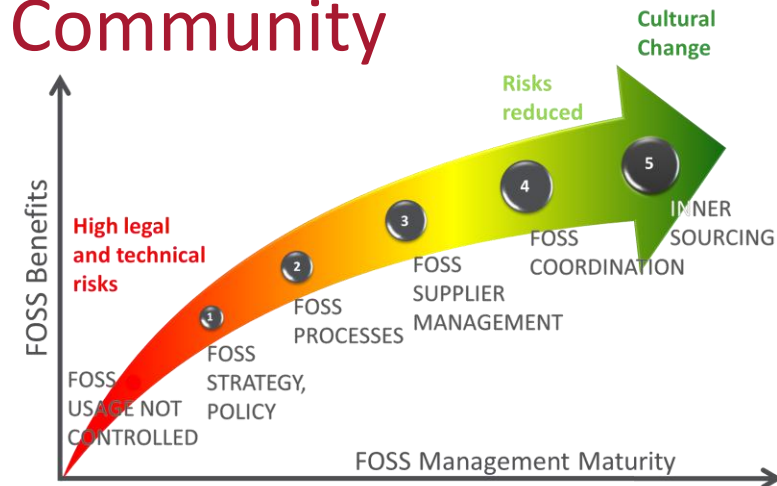 Community
Cultural
Change
Risks
reduced
5
4
INNER
SOURCING
3
FOSS
COORDINATION
High legal
and technical
risks
2
FOSS
SUPPLIER
MANAGEMENT
FOSS
PROCESSES
1
FOSS
STRATEGY,
POLICY
FOSS
USAGE NOT
CONTROLLED
FOSS Benefits
FOSS Management Maturity